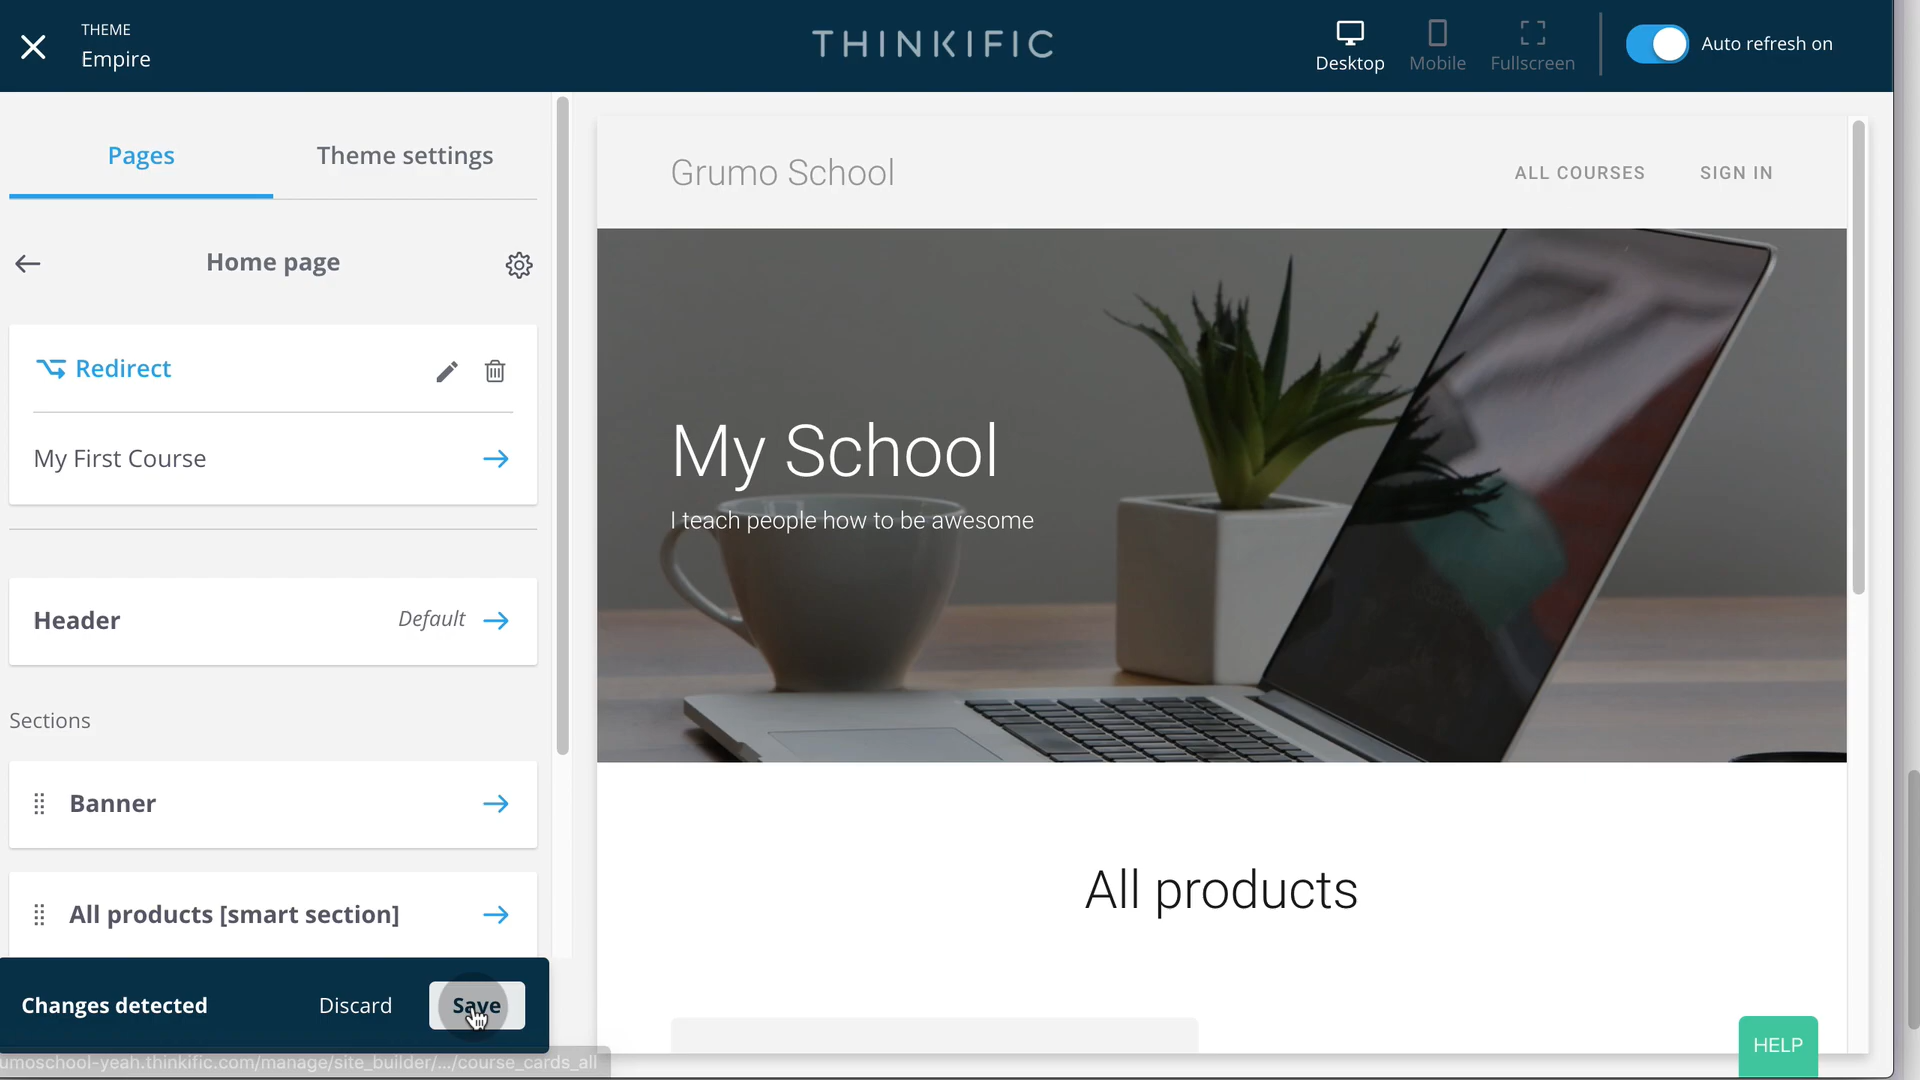 THEME
Empire
THINKIFIC
Desktop
Mobile
Fullscreen
Auto refresh on
Pages
Theme settings
Home page
Redirect
My First Course
Header
Default
Sections
Banner
All products [smart section]
Changes detected
Discard
Save
umoschool-yeah.thinkific.com/manage/site_builder/.../course_cards_all
Grumo School
ALL COURSES
SIGN IN
My School
I teach people how to be awesome
All products
HELP